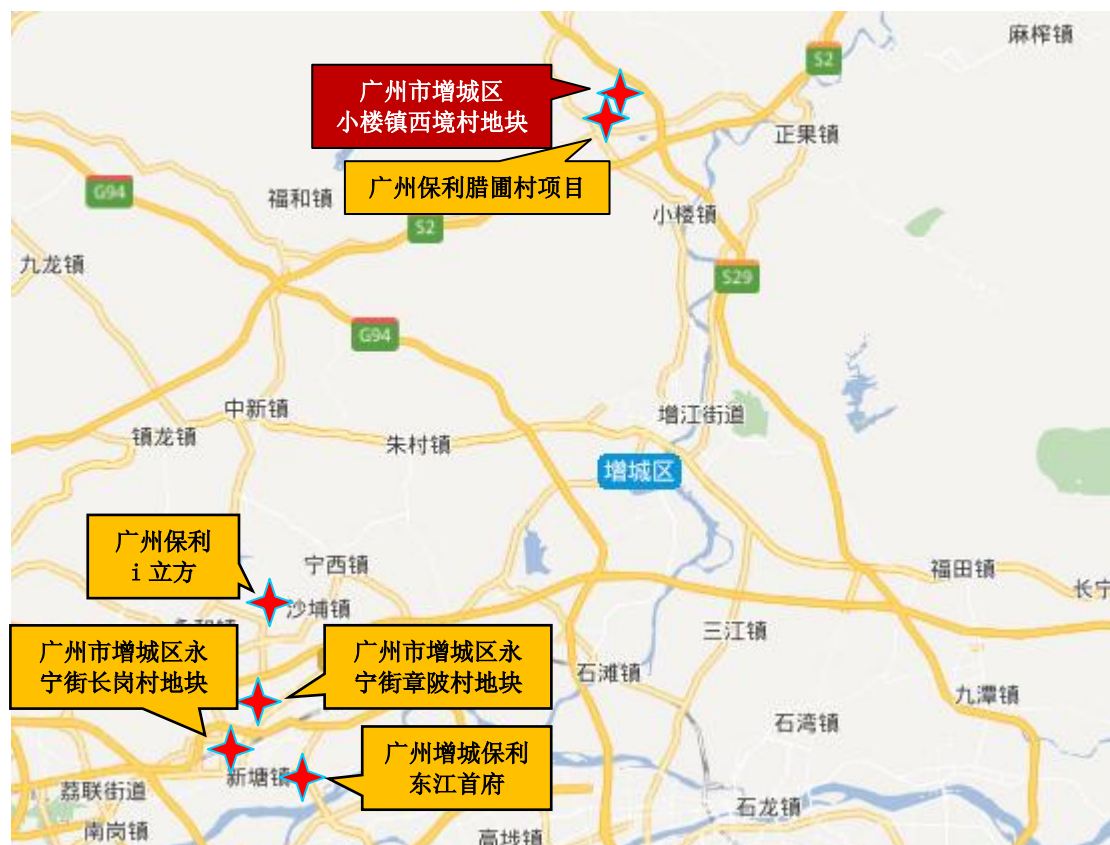 麻榨镇
S2
广州市增城区
小楼镇西境村地块
正果镇
广州保利腊圃村项目
G94
福和镇
小楼镇
S2
九龙镇
S29
G94
中新镇
增江街道
镇龙镇
朱村镇
增城区
广州保利
i 立方
宁西镇
福田镇
长宁
沙埔镇
三江镇
广州市增城区永
宁街长岗村地块
广州市增城区永
宁街章陂村地块
石滩镇
九潭镇
石湾镇
广州增城保利
东江首府
新塘镇
荔联街道
石龙镇
南岗镇
高埗镇